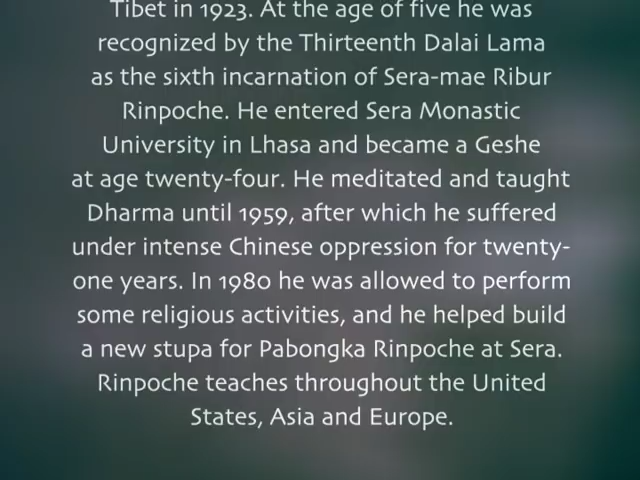 Tibet in 1923. At the age of five he was
recognized by the Thirteenth Dalai Lama
as the sixth incarnation of Sera-mae Ribur
Rinpoche. He entered Sera Monastic
University in Lhasa and became a Geshe
at age twenty-four. He meditated and taught
Dharma until 1959, after which he suffered
under intense Chinese oppression for twenty-
one years. In 1980 he was allowed to perform
some religious activities, and he helped build
a new stupa for Pabongka Rinpoche at Sera.
Rinpoche teaches throughout the United
States, Asia and Europe.